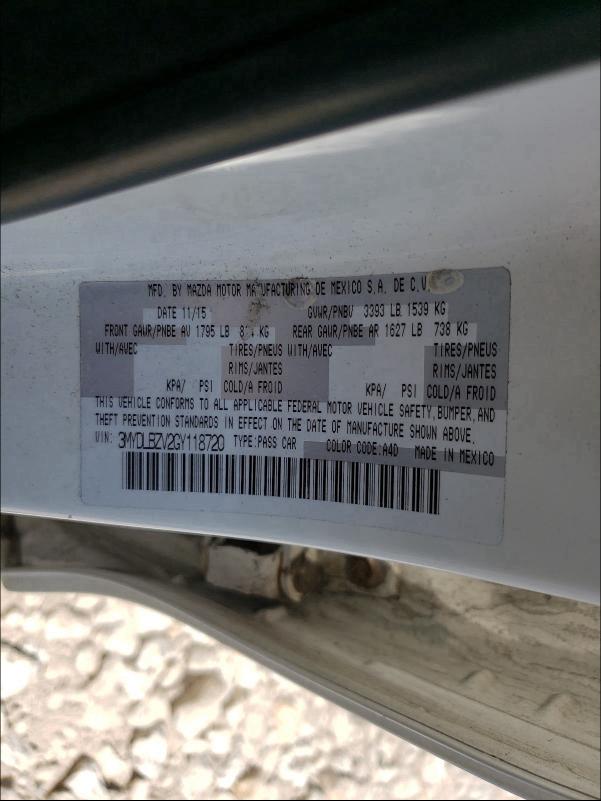 MFD. BY MAZDA MOTOR MANUFACTURING DE MEXICO S.A. DE C.V.
DATE 11/15 GVWR/PNBV 3393 LB 1539 KG
FRONT GAWR/PNBE AV 1795 LB KG REAR GAWR/PNBE AR 1627 LB 738 KG
WITH/AVEC TIRES/PNEUS WITH/AVEC TIRES/PNEUS
RIMS/JANTES RIMS/JANTES
KPA/ PSI COLD/A FROID KPA/ PSI COLD/A FROID
THIS VEHICLE CONFORMS TO ALL APPLICABLE FEDERAL MOTOR VEHICLE SAFETY, BUMPER, AND
THEFT PREVENTION STANDARDS IN EFFECT ON THE DATE OF MANUFACTURE SHOWN ABOVE.
VIN: 3MYDLBZV2GY118720 TYPE:PASS CAR COLOR CODE:A4D MADE IN MEXICO